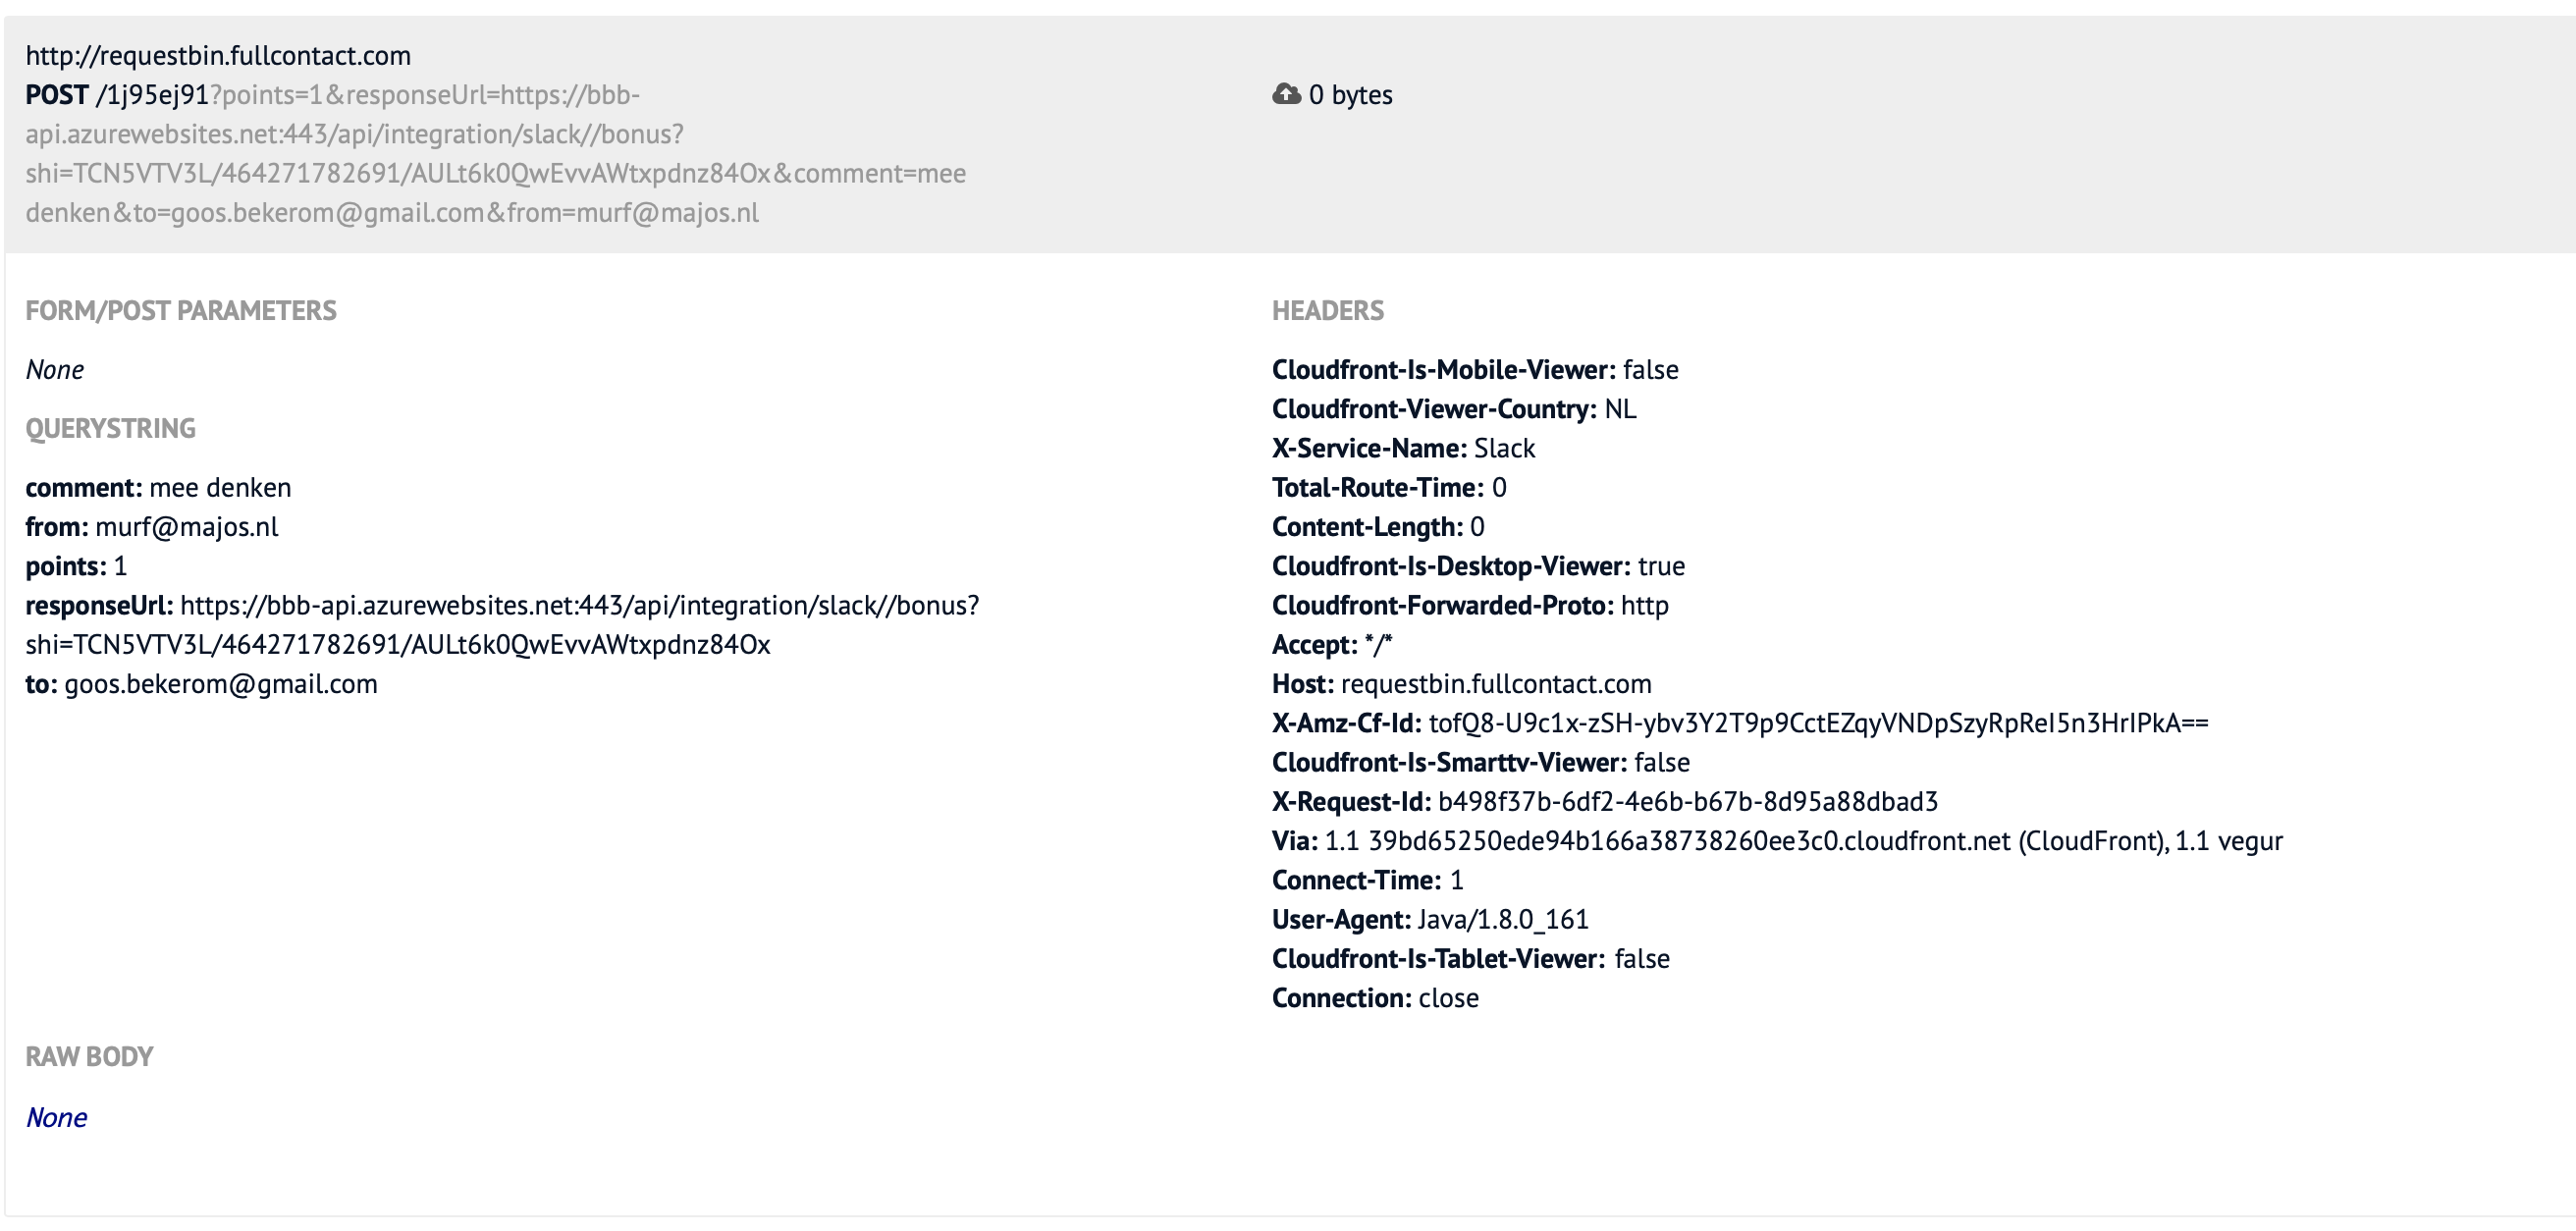 http://requestbin.fullcontact.com
POST /1j95ej91?points=1&responseUrl=https://bbb-
api.azurewebsites.net:443/api/integration/slack//bonus?
shi=TCN5VTV3L/464271782691/AULt6k0QwEvvAWtxpdnz84Ox&comment=mee
denken&to=goos.bekerom@gmail.com&from=murf@majos.nl
0 bytes
FORM/POST PARAMETERS
None
QUERYSTRING
comment: mee denken
from: murf@majos.nl
points: 1
responseUrl: https://bbb-api.azurewebsites.net:443/api/integration/slack//bonus?
shi=TCN5VTV3L/464271782691/AULt6k0QwEvvAWtxpdnz84Ox
to: goos.bekerom@gmail.com
HEADERS
Cloudfront-Is-Mobile-Viewer: false
Cloudfront-Viewer-Country: NL
X-Service-Name: Slack
Total-Route-Time: 0
Content-Length: 0
Cloudfront-Is-Desktop-Viewer: true
Cloudfront-Forwarded-Proto: http
Accept: */*
Host: requestbin.fullcontact.com
X-Amz-Cf-Id: tofQ8-U9c1x-zSH-ybv3Y2T9p9CctEZqyVNDpSzyRpReI5n3HrIPkA==
Cloudfront-Is-Smarttv-Viewer: false
X-Request-Id: b498f37b-6df2-4e6b-b67b-8d95a88dbad3
Via: 1.1 39bd65250ede94b166a38738260ee3c0.cloudfront.net (CloudFront), 1.1 vegur
Connect-Time: 1
User-Agent: Java/1.8.0_161
Cloudfront-Is-Tablet-Viewer: false
Connection: close
RAW BODY
None